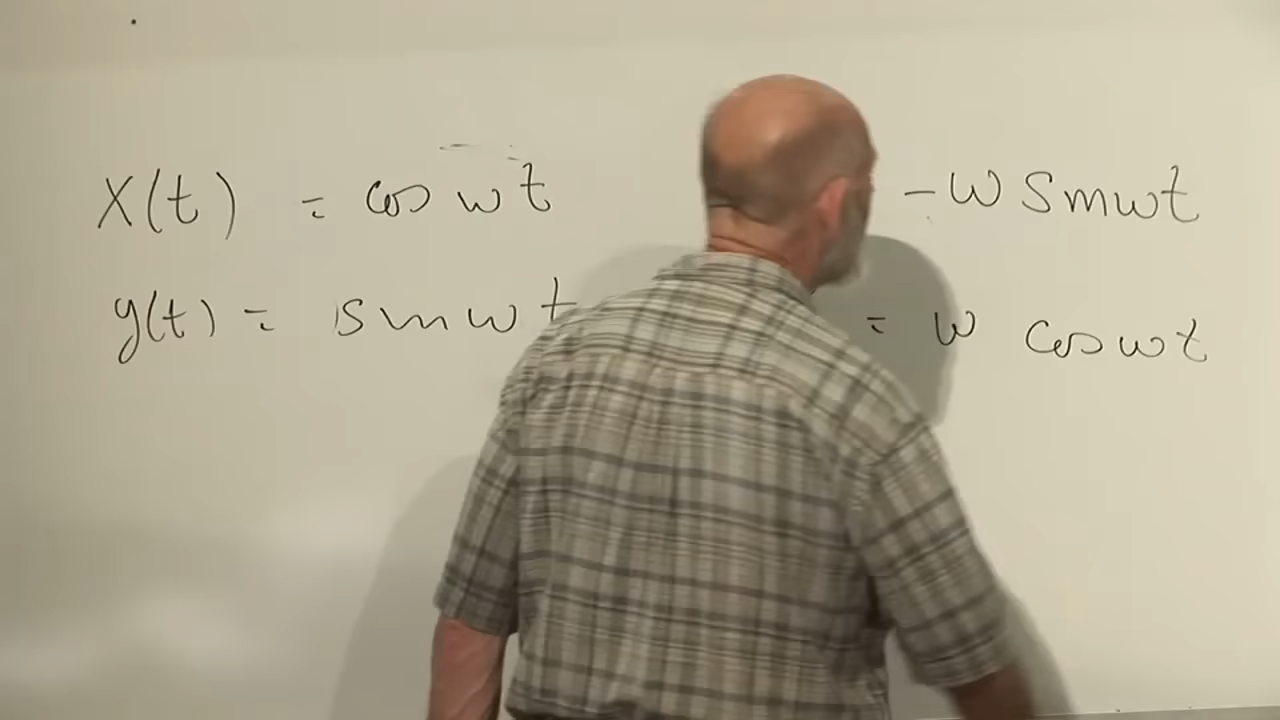 x(t) = cos ωt    -ω sin ωt
y(t) = sin ωt    = ω cos ωt